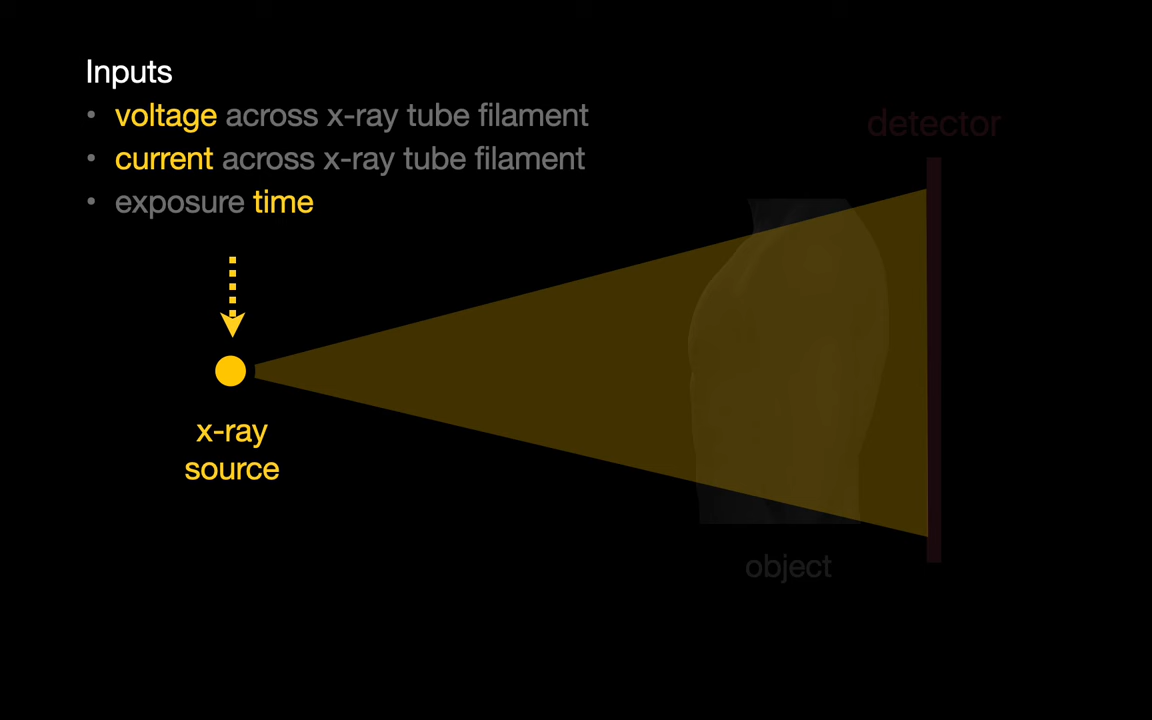 Inputs
• voltage across x-ray tube filament
• current across x-ray tube filament
• exposure time
detector
x-ray
source
object